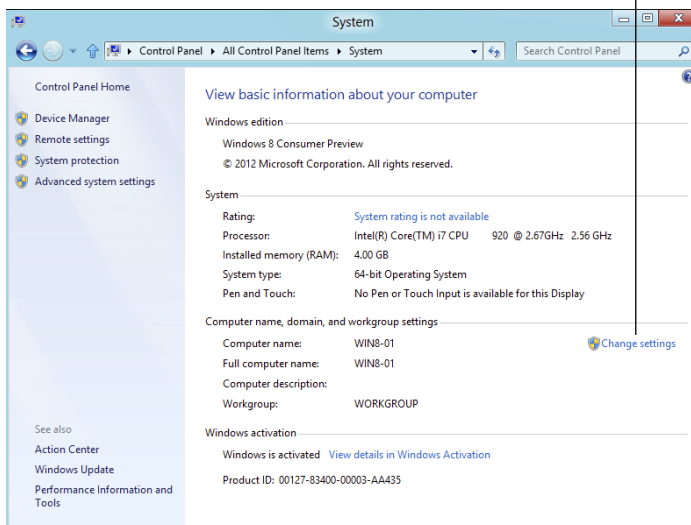 System
Control Panel All Control Panel Items System Search Control Panel
Control Panel Home
Device Manager
Remote settings
System protection
Advanced system settings
See also
Action Center
Windows Update
Performance Information and
Tools
View basic information about your computer
Windows edition
Windows 8 Consumer Preview
© 2012 Microsoft Corporation. All rights reserved.
System
Rating: System rating is not available
Processor: Intel(R) Core(TM) i7 CPU 920 @ 2.67GHz 2.56 GHz
Installed memory (RAM): 4.00 GB
System type: 64-bit Operating System
Pen and Touch: No Pen or Touch Input is available for this Display
Computer name, domain, and workgroup settings
Computer name: WIN8-01 Change settings
Full computer name: WIN8-01
Computer description:
Workgroup: WORKGROUP
Windows activation
Windows is activated View details in Windows Activation
Product ID: 00127-83400-00003-AA435